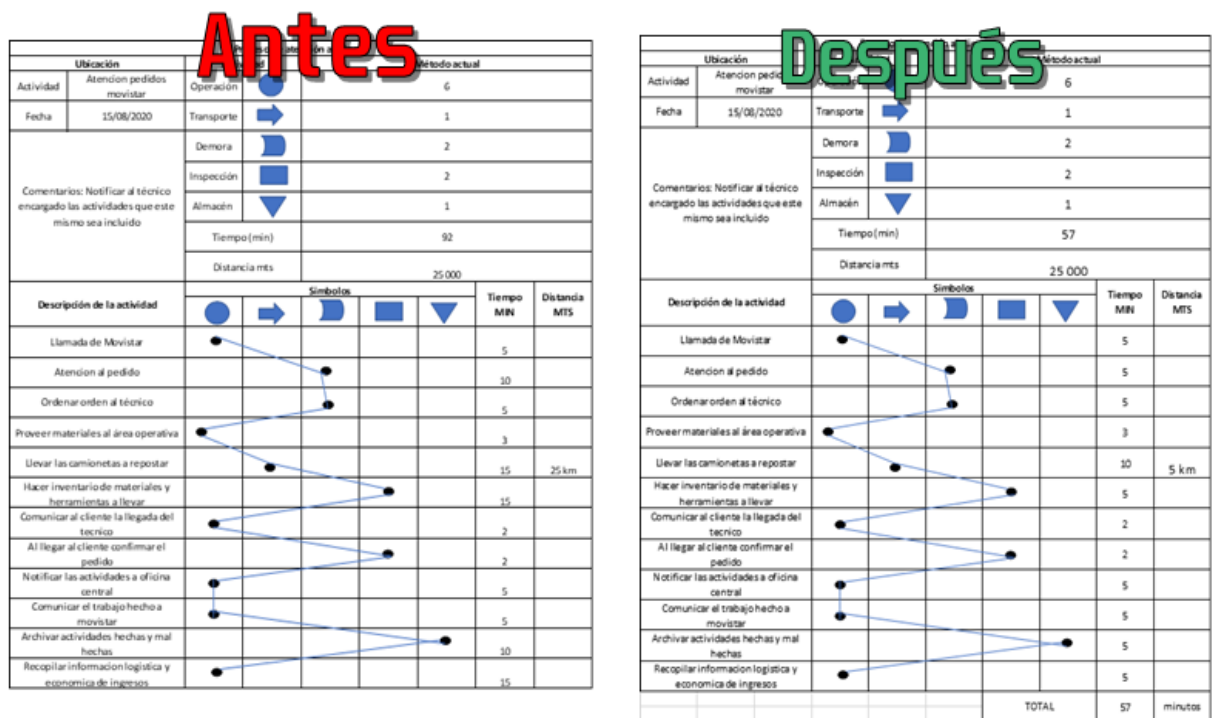 Antes
Ubicación
Método actual
Actividad
Atencion pedidos
movistar
Operación
6
Fecha
15/08/2020
Transporte
1
Demora
2
Comentarios: Notificar al técnico
encargado las actividades que este
mismo sea incluido
Inspección
2
Almacén
1
Tiempo (min)
92
Distancia mts
25 000
Descripción de la actividad
Simbolos
Tiempo
MIN
Distancia
MTS
Llamada de Movistar
5
Atencion al pedido
10
Ordenar orden al técnico
5
Proveer materiales al área operativa
3
Llevar las camionetas a repostar
15
25 km
Hacer inventario de materiales y
herramientas a llevar
15
Comunicar al cliente la llegada del
tecnico
2
Al llegar al cliente confirmar el
pedido
2
Notificar las actividades a oficina
central
5
Comunicar el trabajo hecho a
movistar
5
Archivar actividades hechas y mal
hechas
10
Recopilar informacion logistica y
economica de ingresos
15
Después
Ubicación
Método actual
Actividad
Atencion
movistar
6
Fecha
15/08/2020
Transporte
1
Demora
2
Comentarios: Notificar al técnico
encargado las actividades que este
mismo sea incluido
Inspección
2
Almacén
1
Tiempo (min)
57
Distancia mts
25 000
Descripción de la actividad
Simbolos
Tiempo
MIN
Distancia
MTS
Llamada de Movistar
5
Atencion al pedido
5
Ordenar orden al técnico
5
Proveer materiales al área operativa
3
Llevar las camionetas a repostar
10
5 km
Hacer inventario de materiales y
herramientas a llevar
5
Comunicar al cliente la llegada del
tecnico
2
Al llegar al cliente confirmar el
pedido
2
Notificar las actividades a oficina
central
5
Comunicar el trabajo hecho a
movistar
5
Archivar actividades hechas y mal
hechas
5
Recopilar informacion logistica y
economica de ingresos
5
TOTAL
57
minutos